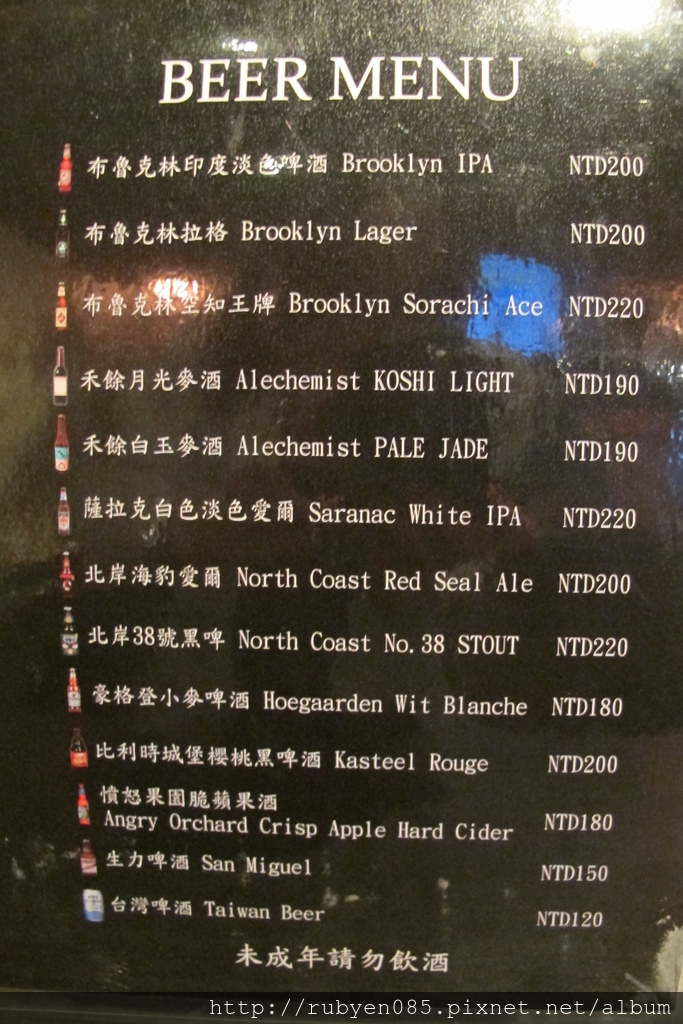 BEER MENU
布魯克林印度淡色啤酒 Brooklyn IPA NTD200
布魯克林拉格 Brooklyn Lager NTD200
布魯克林空知王牌 Brooklyn Sorachi Ace NTD220
禾餘月光麥酒 Alechemist KOSHI LIGHT NTD190
禾餘白玉麥酒 Alechemist PALE JADE NTD190
薩拉克白色淡色愛爾 Saranac White IPA NTD220
北岸海豹愛爾 North Coast Red Seal Ale NTD200
北岸38號黑啤 North Coast No.38 STOUT NTD220
豪格登小麥啤酒 Hoegaarden Wit Blanche NTD180
比利時城堡櫻桃黑啤酒 Kasteel Rouge NTD200
憤怒果園脆蘋果酒
Angry Orchard Crisp Apple Hard Cider NTD180
生力啤酒 San Miguel NTD150
台灣啤酒 Taiwan Beer NTD120
未成年請勿飲酒
http://rubyen085.pixnet.net/album